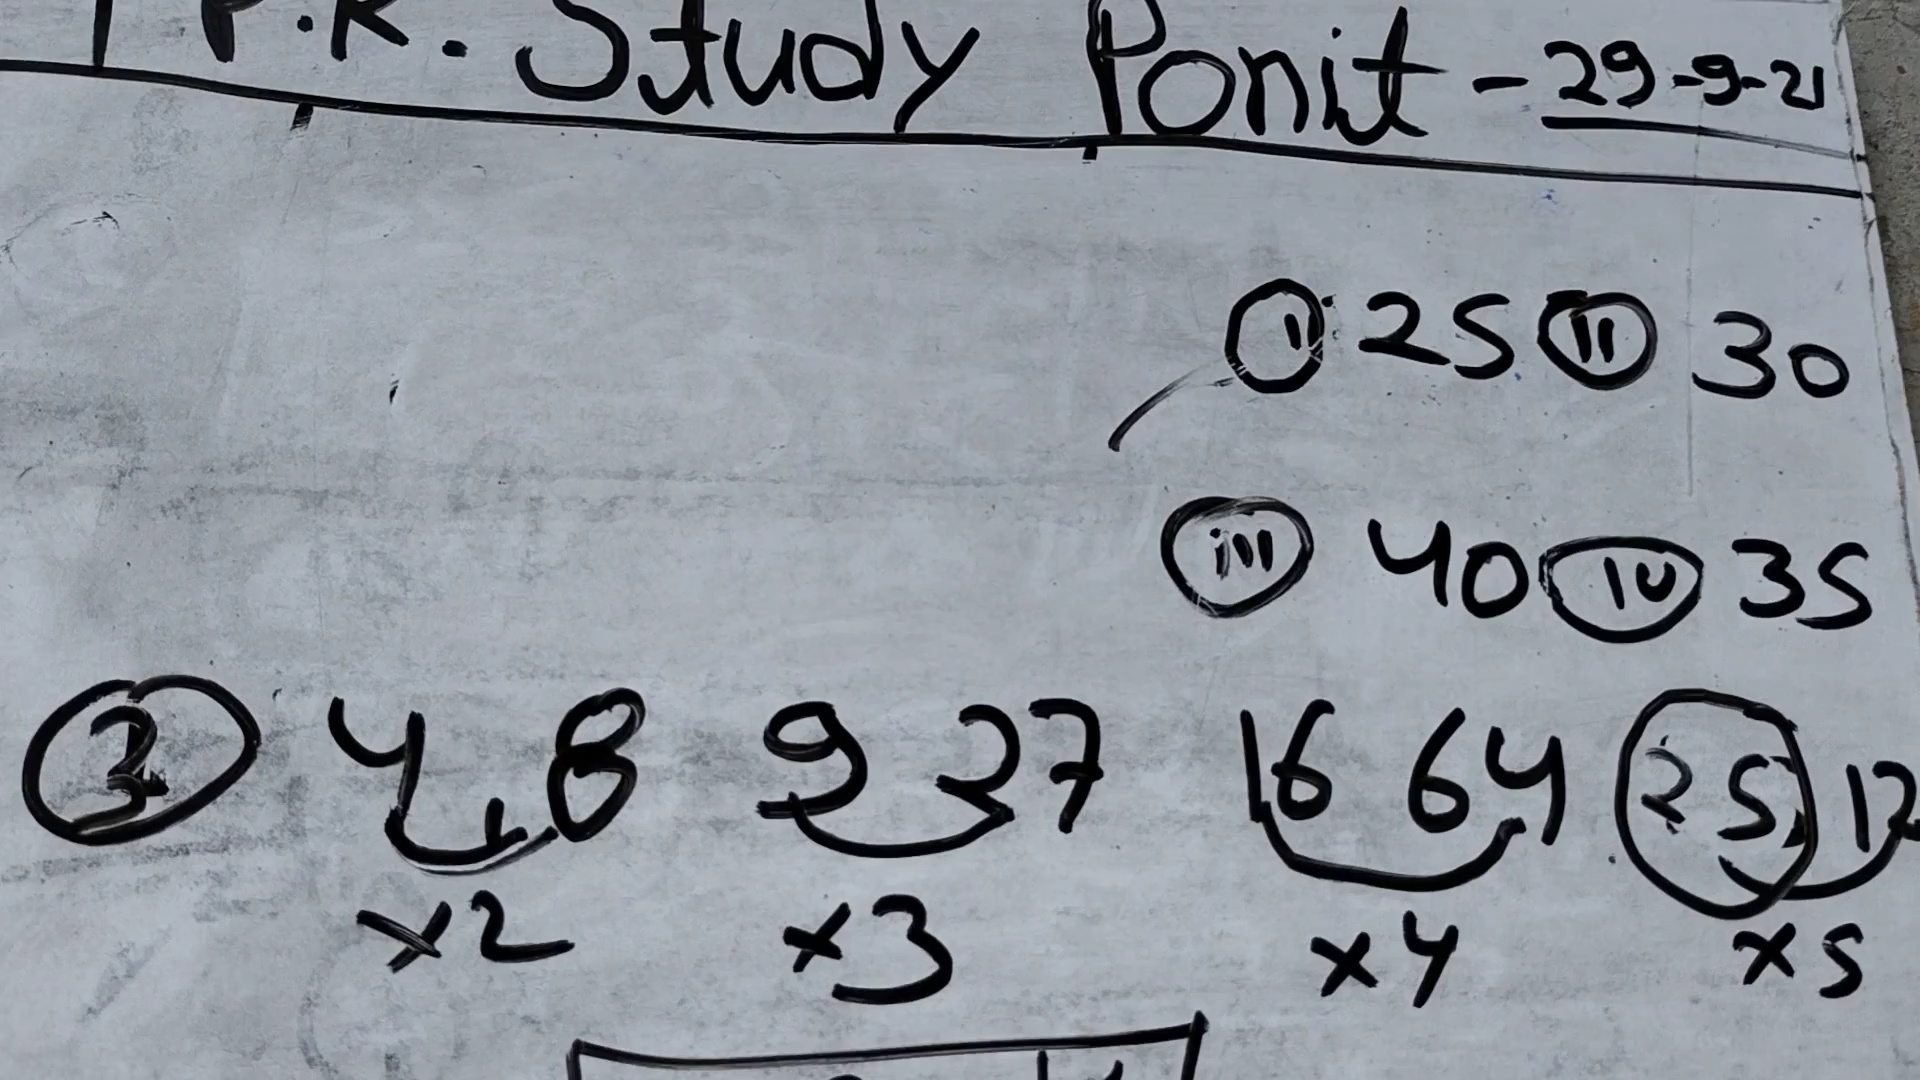 P.K. Study Ponit - 29-9-21
(i) 25 (ii) 30
(iii) 40 (iv) 35
4 8 9 27 16 64 25
×2 ×3 ×4 ×5